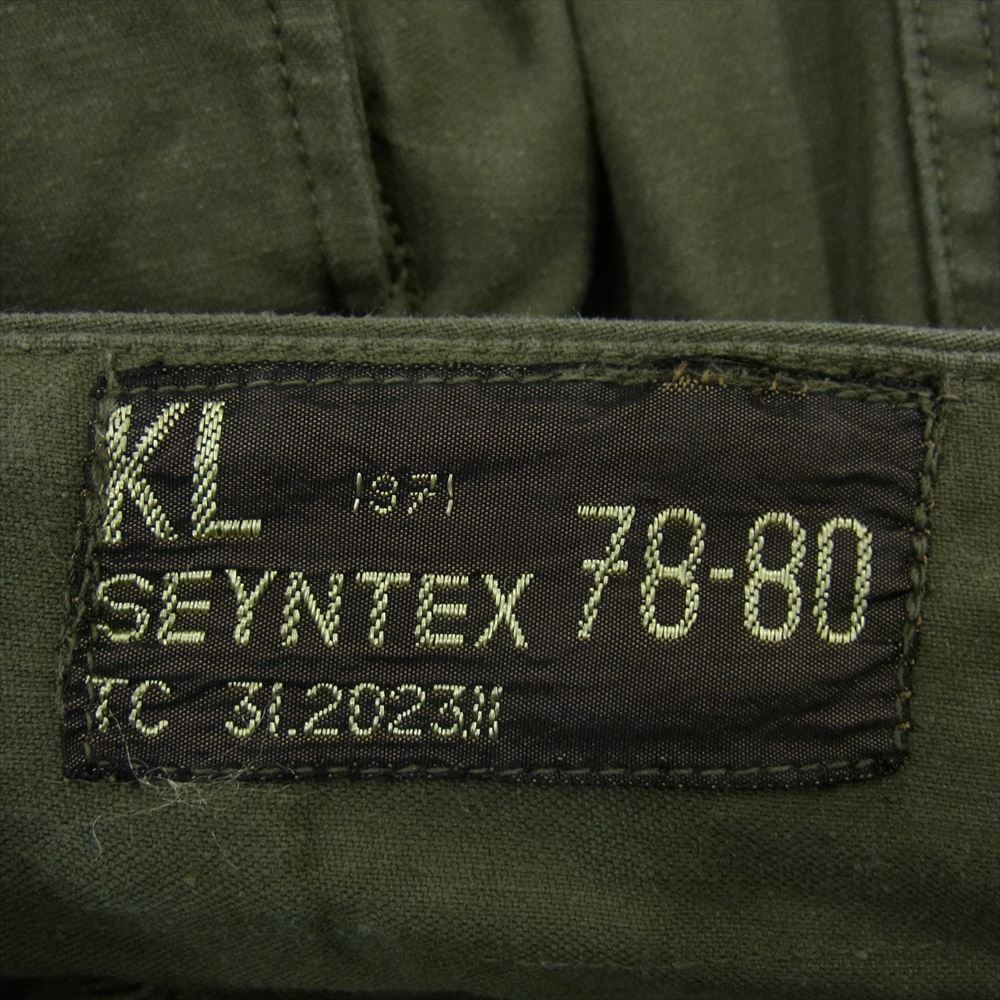 KL
1971
78-80
SEYNTEX
TC 31.2023